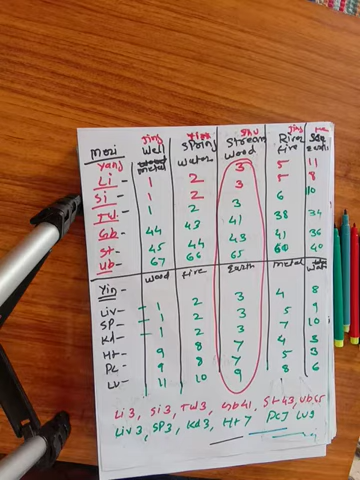 Jing Ying Shu Jing He
Well Spring Stream River Sea
Meri metal water wood Fire Earth
Yang
Li - 1 2 3 5 11
Si - 1 2 3 5 8
TW - 1 2 3 6 10
Gb - 44 43 41 38 34
St - 45 44 43 41 36
Ub - 67 66 65 60 40
Yin wood fire Earth metal water
Liv - 1 2 3 4 8
SP - 1 2 3 5 9
Kd - 1 2 3 7 10
Ht - 9 8 7 4 3
Pc - 9 8 7 5 3
Lu - 11 10 9 8 6
Li3, Si3, TW3, Gb41, St43, Ub65
Liv3, SP3, Kd3, Ht7 Pc7 Lu9